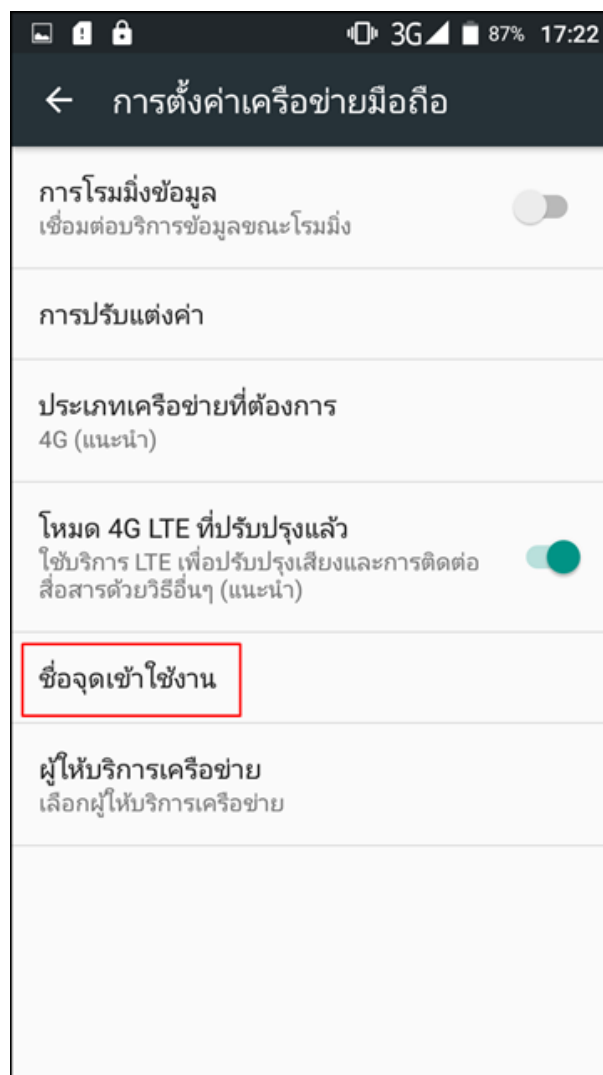 3G 87% 17:22
การตั้งค่าเครือข่ายมือถือ
การโรมมิ่งข้อมูล
เชื่อมต่อบริการข้อมูลขณะโรมมิ่ง
การปรับแต่งค่า
ประเภทเครือข่ายที่ต้องการ
4G (แนะนำ)
โหมด 4G LTE ที่ปรับปรุงแล้ว
ใช้บริการ LTE เพื่อปรับปรุงเสียงและการติดต่อ
สื่อสารด้วยวิธีอื่นๆ (แนะนำ)
ชื่อจุดเข้าใช้งาน
ผู้ให้บริการเครือข่าย
เลือกผู้ให้บริการเครือข่าย